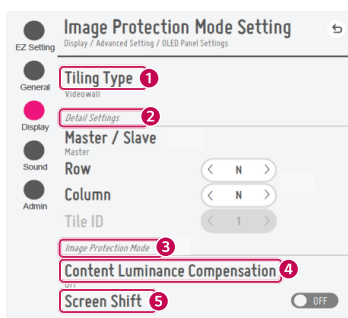 Image Protection Mode Setting
Display / Advanced Setting / OLED Panel Settings
EZ Setting
General
Display
Sound
Admin
Tiling Type 1
Videowall
Detail Settings 2
Master / Slave
Master
Row < N >
Column < N >
Tile ID < 1 >
Image Protection Mode 3
Content Luminance Compensation 4
Off
Screen Shift 5 OFF